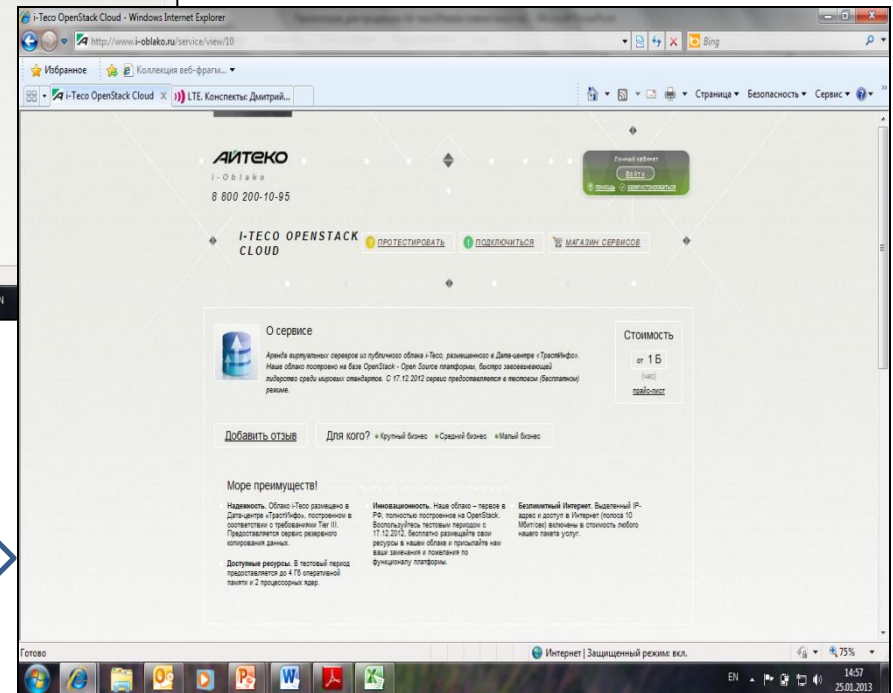 i-Teco OpenStack Cloud - Windows Internet Explorer
http://www.i-oblako.ru/service/view/10
Bing
Избранное
Коллекция веб-фрагм...
i-Teco OpenStack Cloud
LTE. Конспекты: Дмитрий...
Страница
Безопасность
Сервис
АЙТЕКО
i-Oblako
8 800 200-10-95
Личный кабинет
Войти
помощь
зарегистрироваться
I-TECO OPENSTACK
CLOUD
ПРОТЕСТИРОВАТЬ
ПОДКЛЮЧИТЬСЯ
МАГАЗИН СЕРВИСОВ
О сервисе
Аренда виртуальных серверов из публичного облака i-Teco, размещенного в Дата-центре «ТрастИнфо».
Наше облако построено на базе OpenStack - Open Source платформы, быстро завоевывающей
лидерство среди мировых стандартов. С 17.12.2012 сервис предоставляется в тестовом (бесплатном)
режиме.
Стоимость
от
(час)
прайс-лист
Добавить отзыв
Для кого?
Крупный бизнес
Средний бизнес
Малый бизнес
Море преимуществ!
Надежность. Облако i-Teco размещено в
Дата-центре «ТрастИнфо», построенном в
соответствии с требованиями Tier III.
Предоставляется сервис резервного
копирования данных.
Доступные ресурсы. В тестовый период
предоставляется до 4 Гб оперативной
памяти и 2 процессорных ядер.
Инновационность. Наше облако – первое в
РФ, полностью построенное на OpenStack.
Воспользуйтесь тестовым периодом с
17.12.2012, бесплатно размещайте свои
ресурсы в нашем облаке и присылайте нам
ваши замечания и пожелания по
функционалу платформы.
Безлимитный Интернет. Выделенный IP-
адрес и доступ в Интернет (полоса 10
Мбит/сек) включены в стоимость любого
нашего пакета услуг.
Готово
Интернет | Защищенный режим: вкл.
75%
EN
14:57
25.01.2013